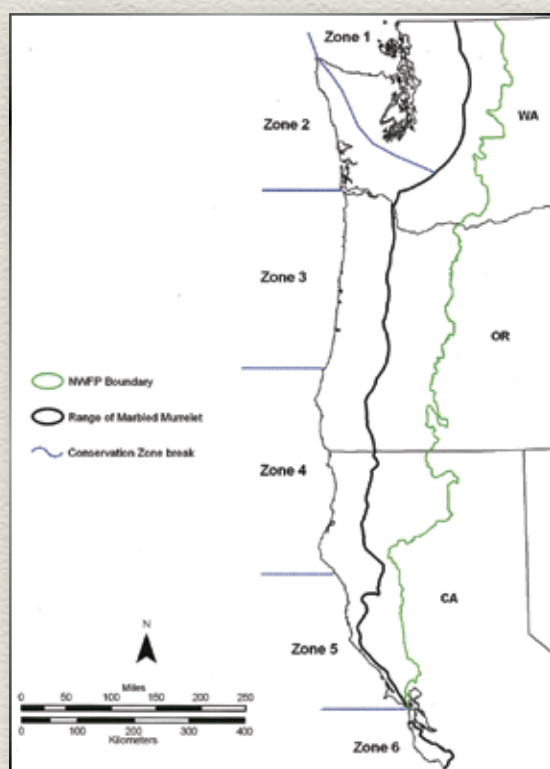 Zone 1
WA
Zone 2
Zone 3
OR
NWFP Boundary
Range of Marbled Murrelet
Conservation Zone break
Zone 4
CA
N
Zone 5
Miles
0 50 100 150 200 250
0 100 200 300 400
Kilometers
Zone 6